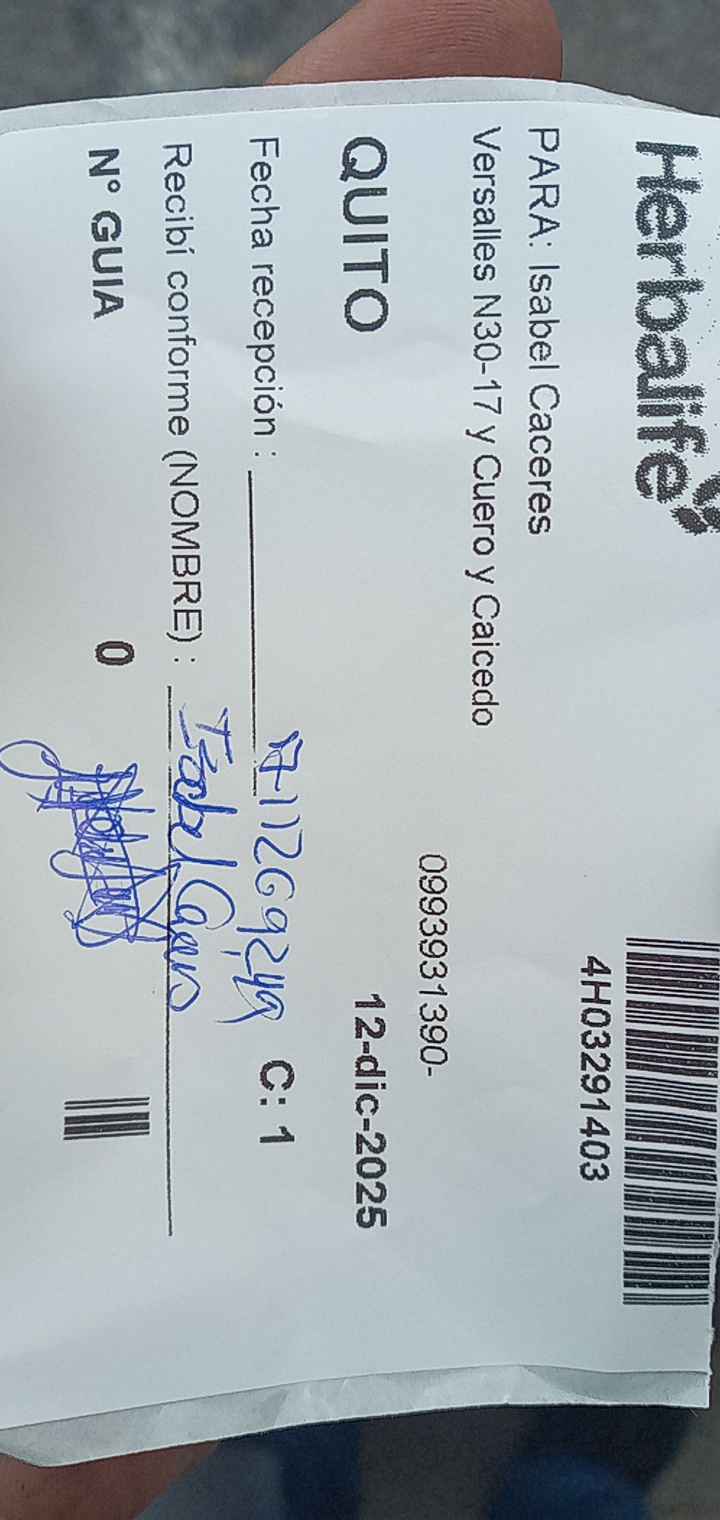 Herbalife
4H03291403
PARA: Isabel Caceres
Versalles N30-17 y Cuero y Caicedo
0993931390-
QUITO 12-dic-2025
Fecha recepción : C: 1
Recibí conforme (NOMBRE) : Isabel
N° GUIA 0